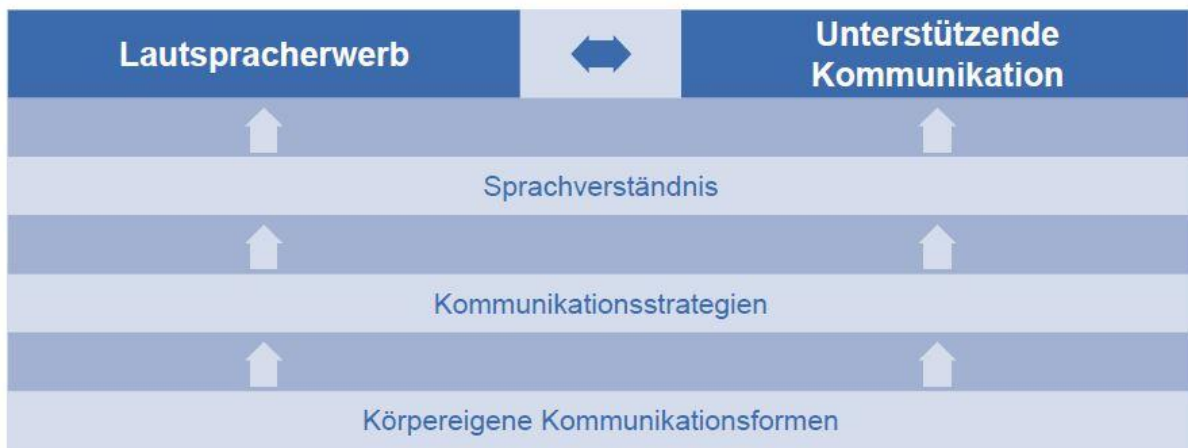 Lautspracherwerb
Unterstützende
Kommunikation
Sprachverständnis
Kommunikationsstrategien
Körpereigene Kommunikationsformen